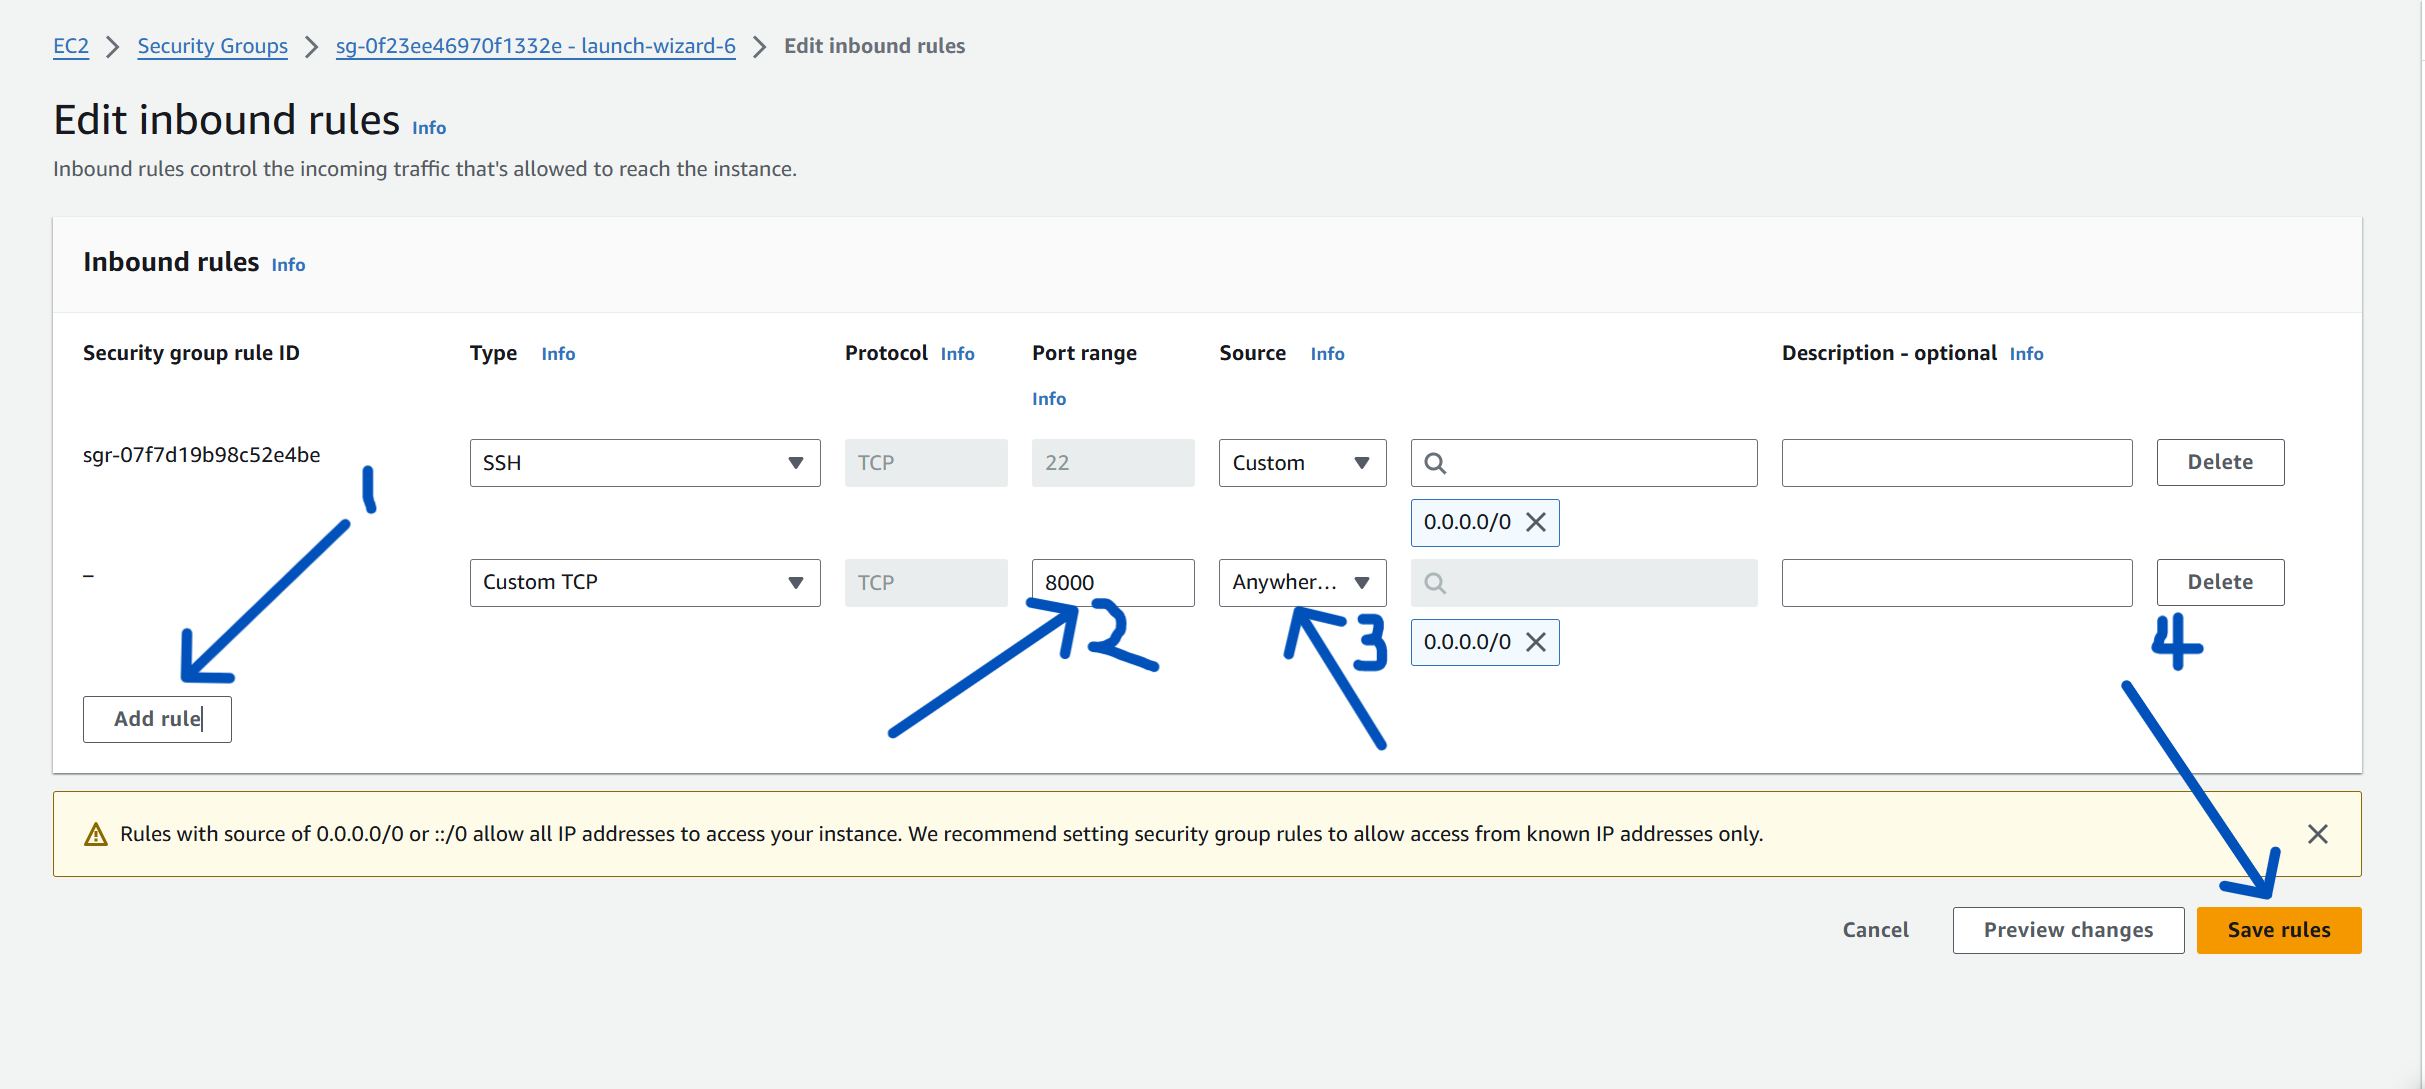 EC2 > Security Groups > sg-0f23ee46970f1332e - launch-wizard-6 > Edit inbound rules
Edit inbound rules Info
Inbound rules control the incoming traffic that's allowed to reach the instance.
Inbound rules Info
Security group rule ID Type Info Protocol Info Port range Source Info Description - optional Info
Info
sgr-07f7d19b98c52e4be SSH TCP 22 Custom Delete
1
0.0.0.0/0
– Custom TCP TCP 8000 Anywher... Delete
2 3 0.0.0.0/0 4
Add rule
Rules with source of 0.0.0.0/0 or ::/0 allow all IP addresses to access your instance. We recommend setting security group rules to allow access from known IP addresses only.
Cancel Preview changes Save rules